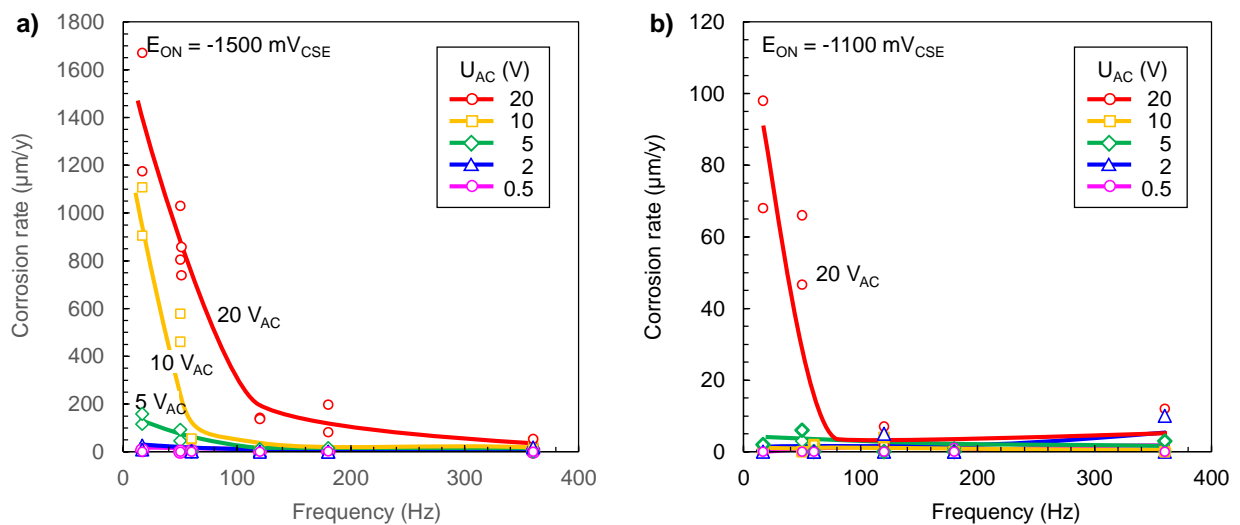 a)
E_ON = -1500 mV_CSE
U_AC (V)
20
10
5
2
0.5
20 V_AC
10 V_AC
5 V_AC
Corrosion rate (µm/y)
1800
1600
1400
1200
1000
800
600
400
200
0
0 100 200 300 400
Frequency (Hz)
b)
E_ON = -1100 mV_CSE
U_AC (V)
20
10
5
2
0.5
20 V_AC
Corrosion rate (µm/y)
120
100
80
60
40
20
0
0 100 200 300 400
Frequency (Hz)